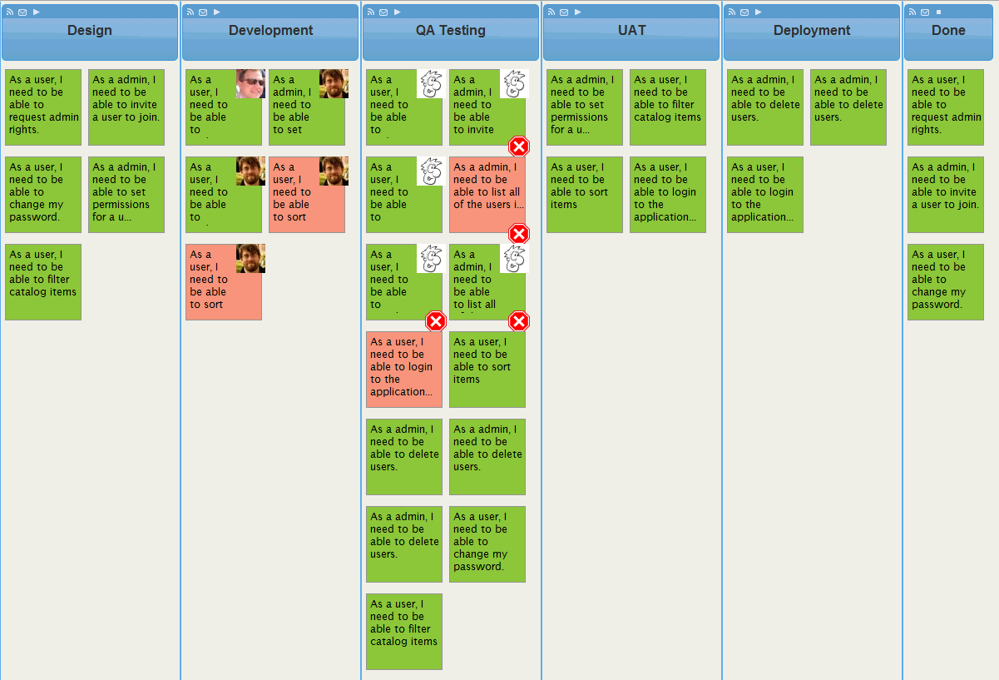 Design
As a user, I
need to be
able to
request admin
rights.
As a admin, I
need to be
able to invite
a user to join.
As a user, I
need to be
able to
change my
password.
As a admin, I
need to be
able to set
permissions
for a u...
As a user, I
need to be
able to filter
catalog items
Development
As a
user, I
need to
be able
to
As a
admin, I
need to
be able
to set
As a
user, I
need to
be able
to
As a
user, I
need to
be able
to sort
As a
user, I
need to
be able
to sort
QA Testing
As a
user, I
need to
be able
to
As a
admin, I
need to
be able
to invite
As a
user, I
need to
be able
to
As a admin, I
need to be
able to list all
of the users i...
As a
user, I
need to
be able
to
As a
admin, I
need to
be able
to list all
As a user, I
need to be
able to login
to the
application...
As a user, I
need to be
able to sort
items
As a admin, I
need to be
able to delete
users.
As a admin, I
need to be
able to delete
users.
As a admin, I
need to be
able to delete
users.
As a user, I
need to be
able to
change my
password.
As a user, I
need to be
able to filter
catalog items
UAT
As a admin, I
need to be
able to set
permissions
for a u...
As a user, I
need to be
able to filter
catalog items
As a user, I
need to be
able to sort
items
As a user, I
need to be
able to login
to the
application...
Deployment
As a admin, I
need to be
able to delete
users.
As a admin, I
need to be
able to delete
users.
As a user, I
need to be
able to login
to the
application...
Done
As a user, I
need to be
able to
request admin
rights.
As a admin, I
need to be
able to invite
a user to join.
As a user, I
need to be
able to
change my
password.